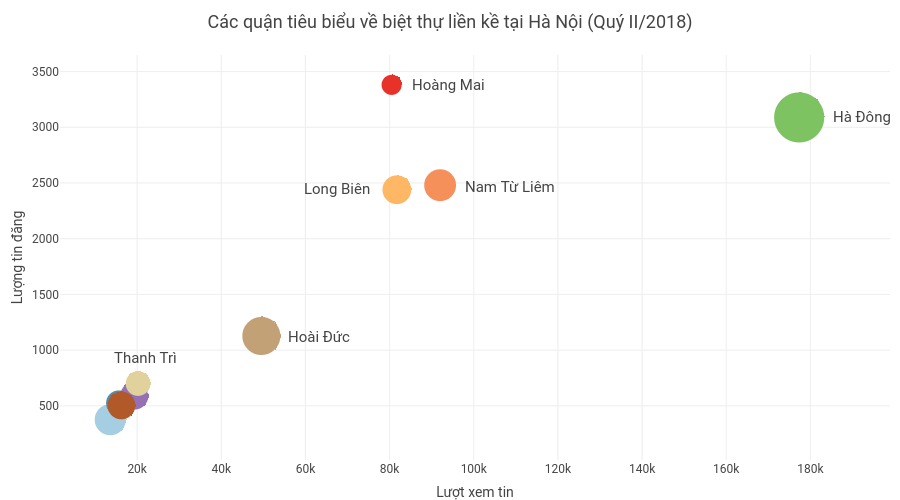 Các quận tiêu biểu về biệt thự liền kề tại Hà Nội (Quý II/2018)
3500
Hoàng Mai
Hà Đông
3000
2500
Long Biên
Nam Từ Liêm
2000
Lượng tin đăng
1500
Hoài Đức
1000
Thanh Trì
500
20k
40k
60k
80k
100k
120k
140k
160k
180k
Lượt xem tin